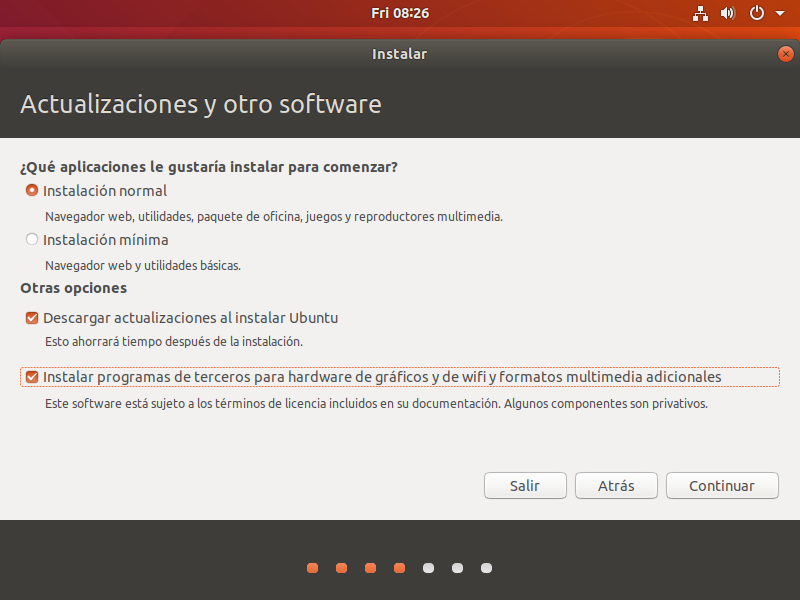 Fri 08:26
Instalar
Actualizaciones y otro software
¿Qué aplicaciones le gustaría instalar para comenzar?
Instalación normal
Navegador web, utilidades, paquete de oficina, juegos y reproductores multimedia.
Instalación mínima
Navegador web y utilidades básicas.
Otras opciones
Descargar actualizaciones al instalar Ubuntu
Esto ahorrará tiempo después de la instalación.
Instalar programas de terceros para hardware de gráficos y de wifi y formatos multimedia adicionales
Este software está sujeto a los términos de licencia incluidos en su documentación. Algunos componentes son privativos.
Salir Atrás Continuar